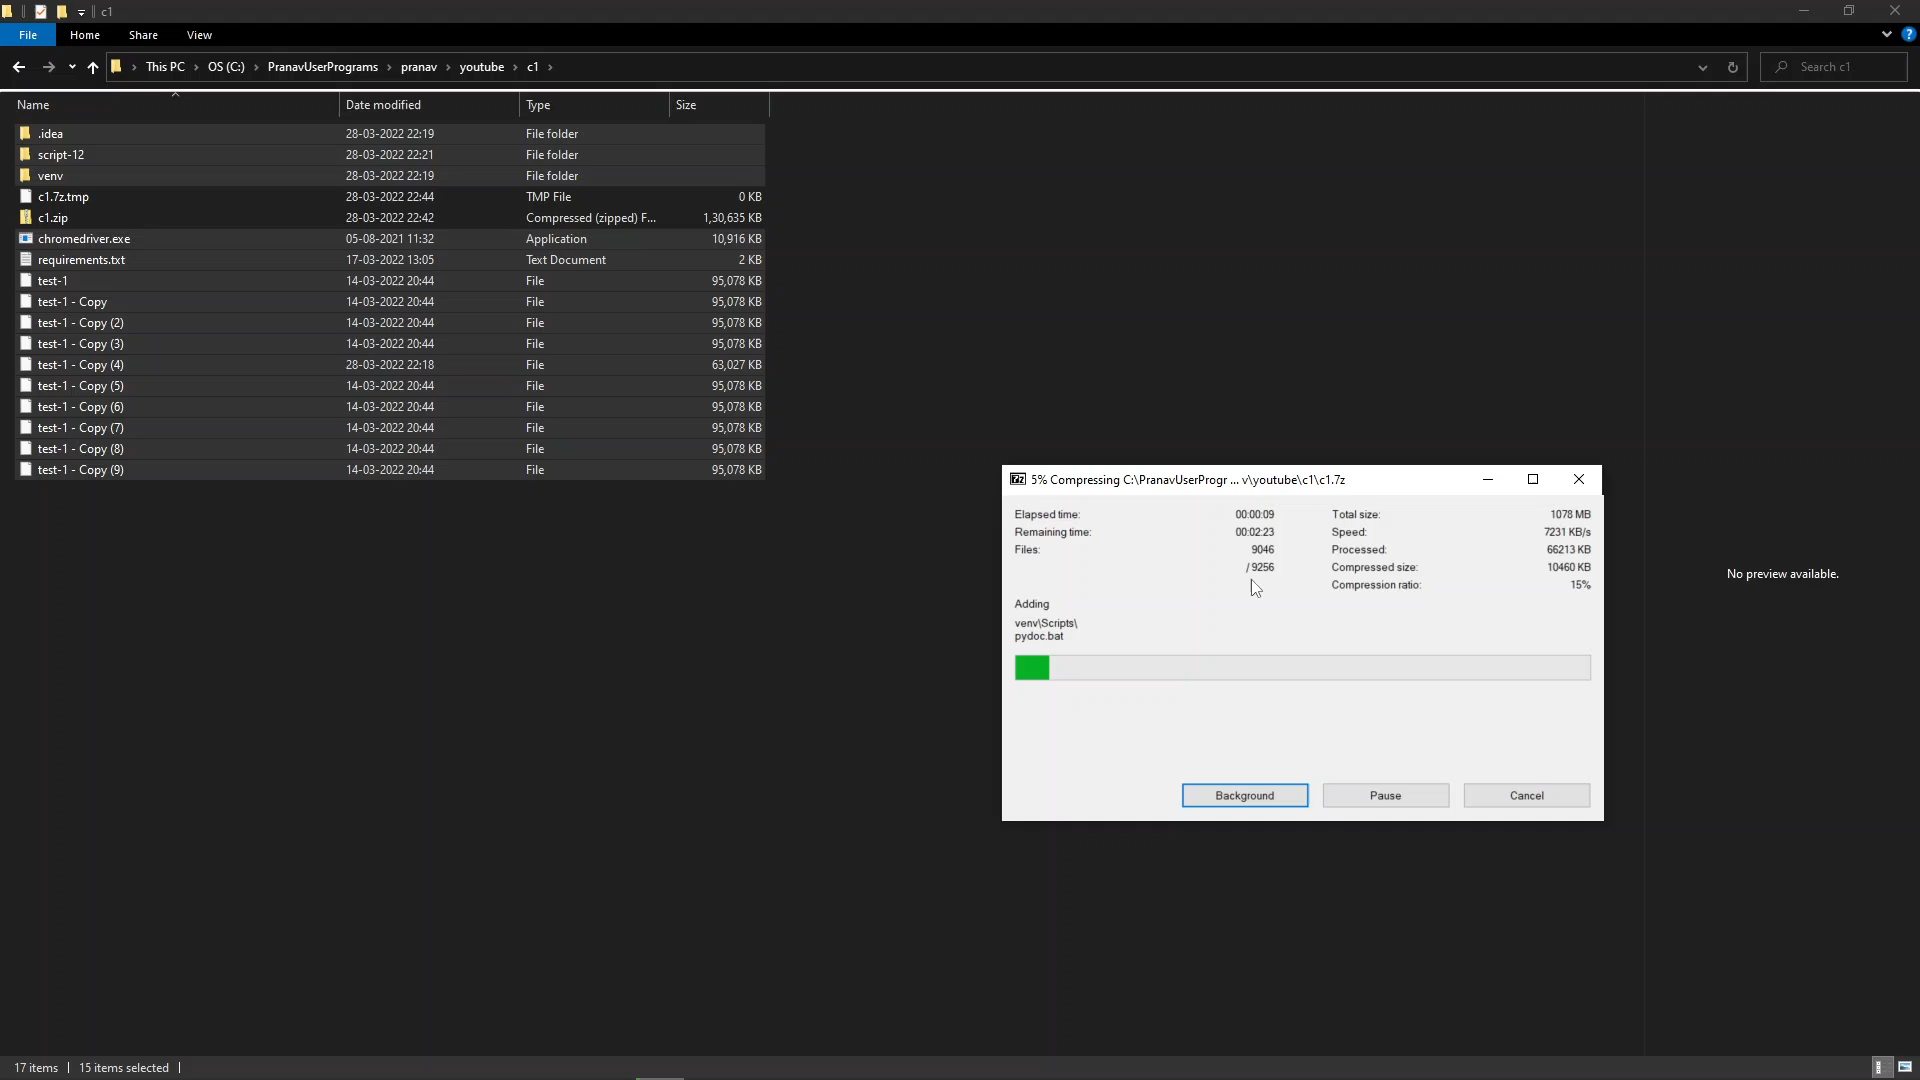 c1
File Home Share View
This PC OS (C:) PranavUserPrograms pranav youtube c1 Search c1
Name Date modified Type Size
.idea 28-03-2022 22:19 File folder
script-12 28-03-2022 22:21 File folder
venv 28-03-2022 22:19 File folder
c1.7z.tmp 28-03-2022 22:44 TMP File 0 KB
c1.zip 28-03-2022 22:42 Compressed (zipped) F... 1,30,635 KB
chromedriver.exe 05-08-2021 11:32 Application 10,916 KB
requirements.txt 17-03-2022 13:05 Text Document 2 KB
test-1 14-03-2022 20:44 File 95,078 KB
test-1 - Copy 14-03-2022 20:44 File 95,078 KB
test-1 - Copy (2) 14-03-2022 20:44 File 95,078 KB
test-1 - Copy (3) 14-03-2022 20:44 File 95,078 KB
test-1 - Copy (4) 28-03-2022 22:18 File 63,027 KB
test-1 - Copy (5) 14-03-2022 20:44 File 95,078 KB
test-1 - Copy (6) 14-03-2022 20:44 File 95,078 KB
test-1 - Copy (7) 14-03-2022 20:44 File 95,078 KB
test-1 - Copy (8) 14-03-2022 20:44 File 95,078 KB
test-1 - Copy (9) 14-03-2022 20:44 File 95,078 KB
7z 5% Compressing C:\PranavUserProgr ... v\youtube\c1\c1.7z
Elapsed time: 00:00:09 Total size: 1078 MB
Remaining time: 00:02:23 Speed: 7231 KB/s
Files: 9046 Processed: 66213 KB
/ 9256 Compressed size: 10460 KB
Compression ratio: 15%
Adding
venv\Scripts\
pydoc.bat
Background Pause Cancel
No preview available.
17 items 15 items selected